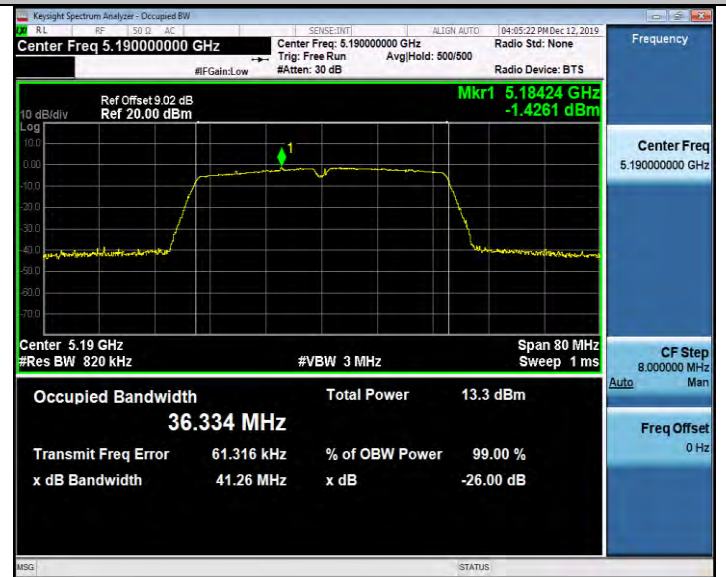 Keysight Spectrum Analyzer - Occupied BW
RL RF 50 Ω AC SENSE:INT ALIGN AUTO 04:05:22 PM Dec 12, 2019
Center Freq 5.190000000 GHz
Center Freq: 5.190000000 GHz
Radio Std: None
Trig: Free Run Avg|Hold: 500/500
#IFGain:Low
#Atten: 30 dB
Radio Device: BTS
Frequency
Ref Offset 9.02 dB
Mkr1 5.18424 GHz
10 dB/div Ref 20.00 dBm
-1.4261 dBm
Log
10.0
1
0.00
-10.0
-20.0
-30.0
-40.0
-50.0
-60.0
-70.0
Center 5.19 GHz
Span 80 MHz
#Res BW 820 kHz
#VBW 3 MHz
Sweep 1 ms
Center Freq
5.190000000 GHz
CF Step
8.000000 MHz
Auto Man
Freq Offset
0 Hz
Occupied Bandwidth
Total Power 13.3 dBm
36.334 MHz
Transmit Freq Error 61.316 kHz
% of OBW Power 99.00 %
x dB Bandwidth 41.26 MHz
x dB -26.00 dB
MSG
STATUS